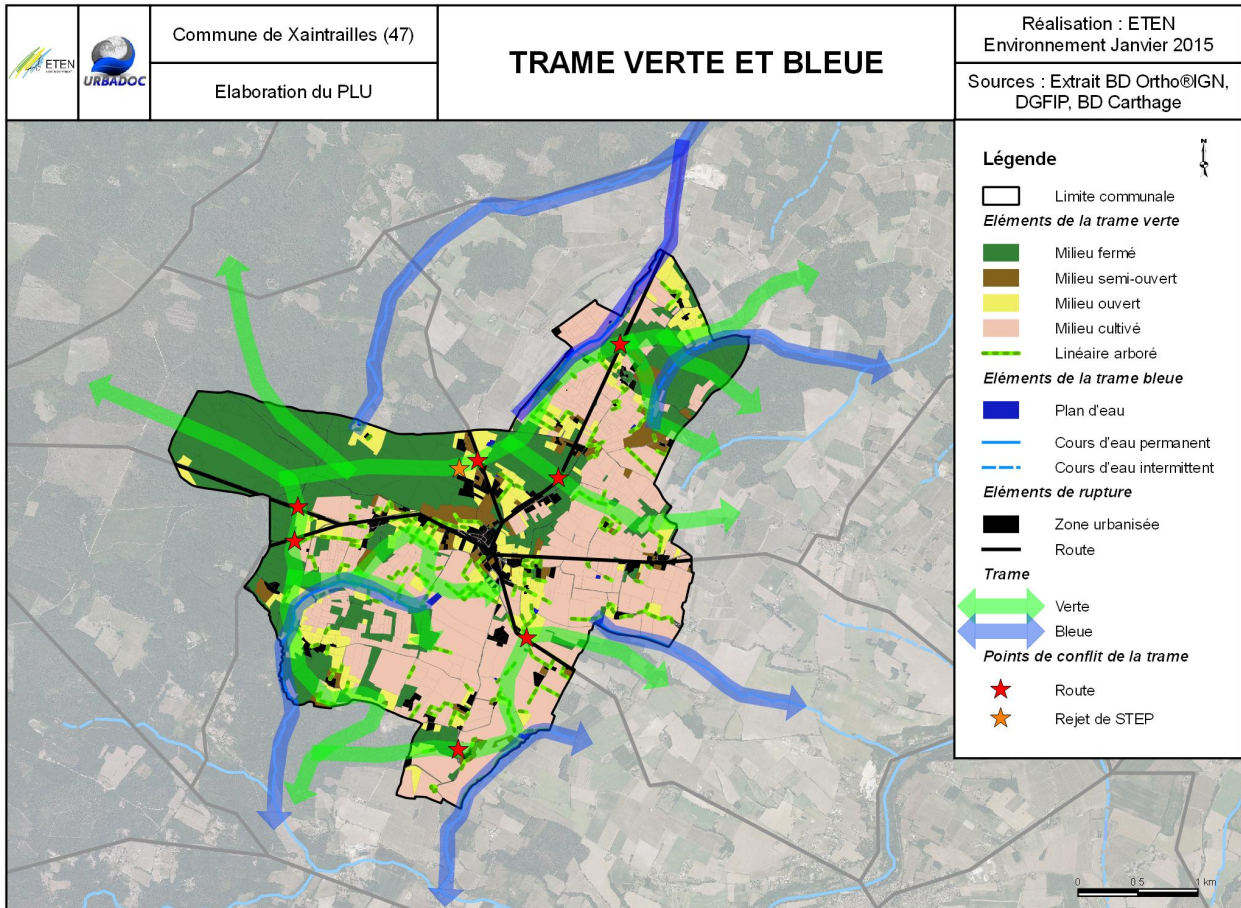 ETEN
URBADOC
Commune de Xaintrailles (47)
Elaboration du PLU
TRAME VERTE ET BLEUE
Réalisation : ETEN
Environnement Janvier 2015
Sources : Extrait BD Ortho®IGN,
DGFIP, BD Carthage
Légende
N
Limite communale
Eléments de la trame verte
Milieu fermé
Milieu semi-ouvert
Milieu ouvert
Milieu cultivé
Linéaire arboré
Eléments de la trame bleue
Plan d'eau
Cours d'eau permanent
Cours d'eau intermittent
Eléments de rupture
Zone urbanisée
Route
Trame
Verte
Bleue
Points de conflit de la trame
Route
Rejet de STEP
0 0.5 1 km